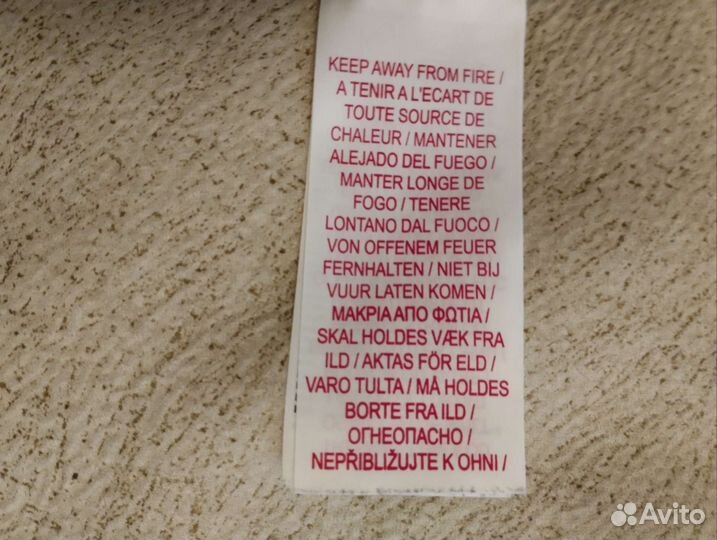 KEEP AWAY FROM FIRE /
A TENIR A L'ECART DE
TOUTE SOURCE DE
CHALEUR / MANTENER
ALEJADO DEL FUEGO /
MANTER LONGE DE
FOGO / TENERE
LONTANO DAL FUOCO /
VON OFFENEM FEUER
FERNHALTEN / NIET BIJ
VUUR LATEN KOMEN /
ΜΑΚΡΙΑ ΑΠΟ ΦΩΤΙΑ /
SKAL HOLDES VÆK FRA
ILD / AKTAS FÖR ELD /
VARO TULTA / MÅ HOLDES
BORTE FRA ILD /
ОГНЕОПАСНО /
NEPŘIBLIŽUJTE K OHNI /
Avito